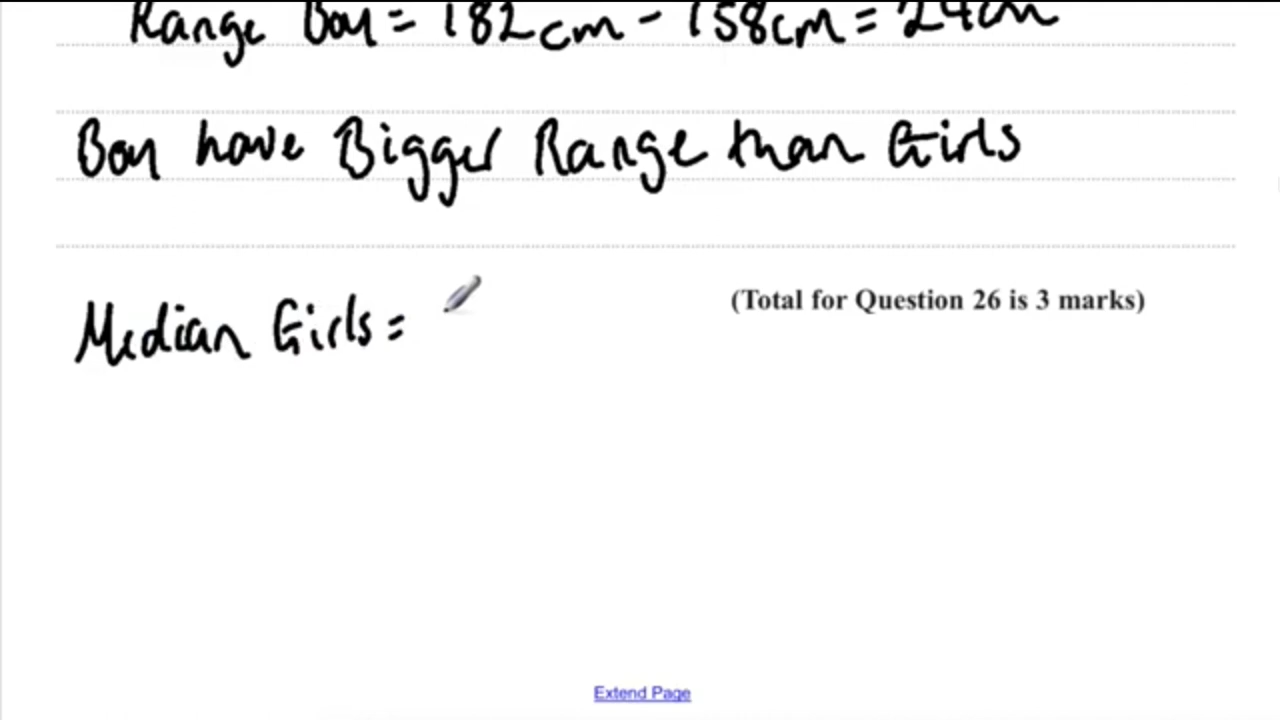 Range Boy = 182cm - 158cm = 24cm
Boy have Bigger Range than Girls
(Total for Question 26 is 3 marks)
Median Girls =
Extend Page